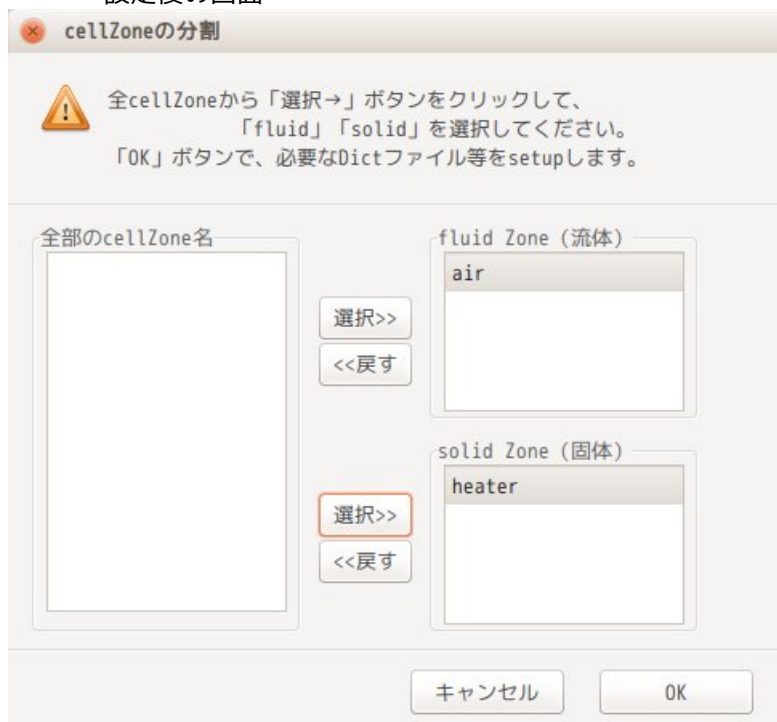 設定後の画面
cellZoneの分割
全cellZoneから「選択→」ボタンをクリックして、
「fluid」「solid」を選択してください。
「OK」ボタンで、必要なDictファイル等をsetupします。
全部のcellZone名
fluid Zone (流体)
air
選択>>
<<戻す
solid Zone (固体)
heater
選択>>
<<戻す
キャンセル
OK